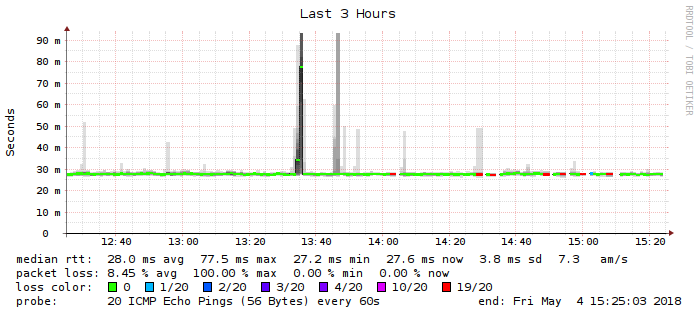 Last 3 Hours
RRDTOOL / TOBI OETIKER
Seconds
90 m
80 m
70 m
60 m
50 m
40 m
30 m
20 m
10 m
0
12:40 13:00 13:20 13:40 14:00 14:20 14:40 15:00 15:20
median rtt: 28.0 ms avg 77.5 ms max 27.2 ms min 27.6 ms now 3.8 ms sd 7.3 am/s
packet loss: 8.45 % avg 100.00 % max 0.00 % min 0.00 % now
loss color: 0 1/20 2/20 3/20 4/20 10/20 19/20
probe: 20 ICMP Echo Pings (56 Bytes) every 60s end: Fri May 4 15:25:03 2018